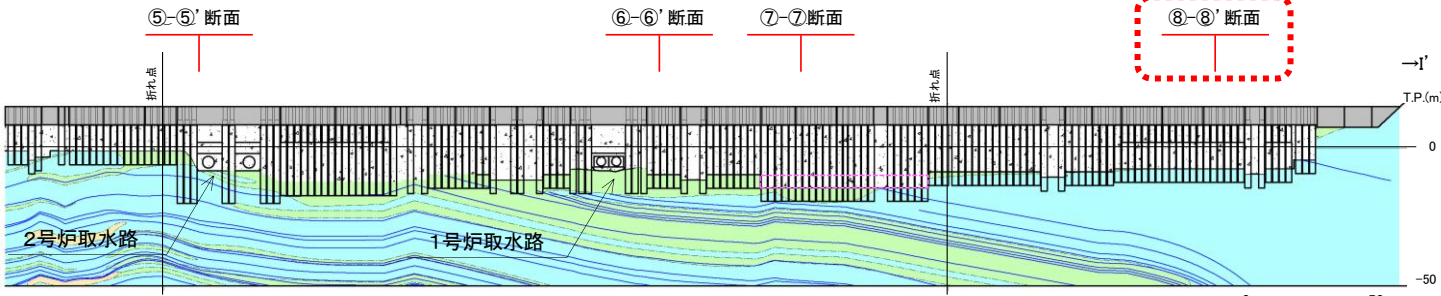 ⑤-⑤’断面
⑥-⑥’断面
⑦-⑦断面
⑧-⑧’断面
折れ点
折れ点
→I’
T.P.(m)
0
2号炉取水路
1号炉取水路
-50